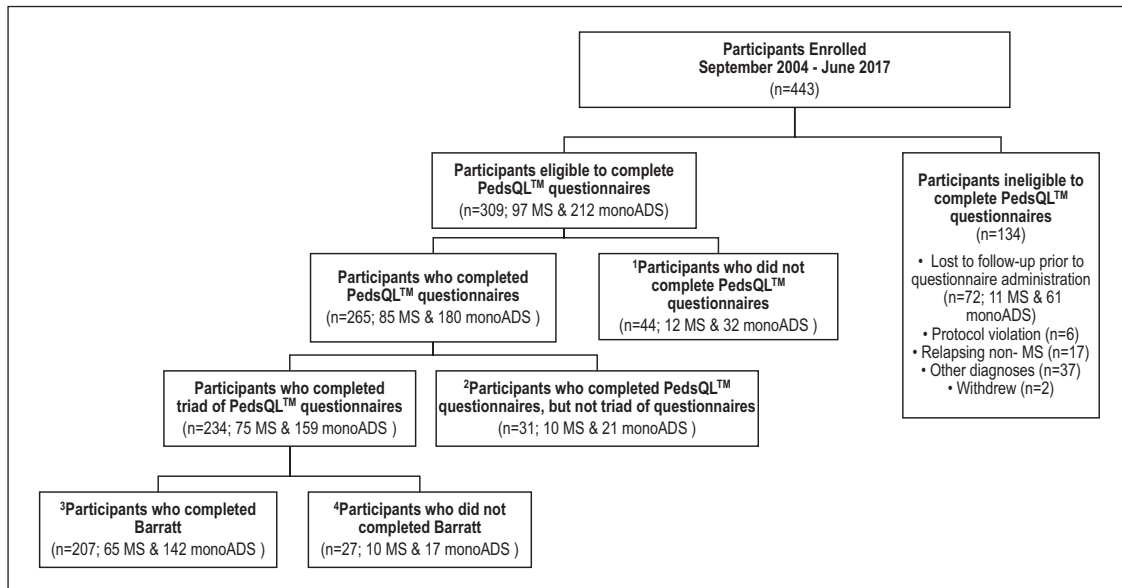 Participants Enrolled
September 2004 - June 2017
(n=443)
Participants eligible to complete
PedsQL™ questionnaires
(n=309; 97 MS & 212 monoADS)
Participants ineligible to
complete PedsQL™
questionnaires
(n=134)
• Lost to follow-up prior to
questionnaire administration
(n=72; 11 MS & 61
monoADS)
• Protocol violation (n=6)
• Relapsing non- MS (n=17)
• Other diagnoses (n=37)
• Withdrew (n=2)
Participants who completed
PedsQL™ questionnaires
(n=265; 85 MS & 180 monoADS )
¹Participants who did not
complete PedsQL™
questionnaires
(n=44; 12 MS & 32 monoADS )
Participants who completed
triad of PedsQL™ questionnaires
(n=234; 75 MS & 159 monoADS )
²Participants who completed PedsQL™
questionnaires, but not triad of questionnaires
(n=31; 10 MS & 21 monoADS )
³Participants who completed
Barratt
(n=207; 65 MS & 142 monoADS )
⁴Participants who did not
completed Barratt
(n=27; 10 MS & 17 monoADS )